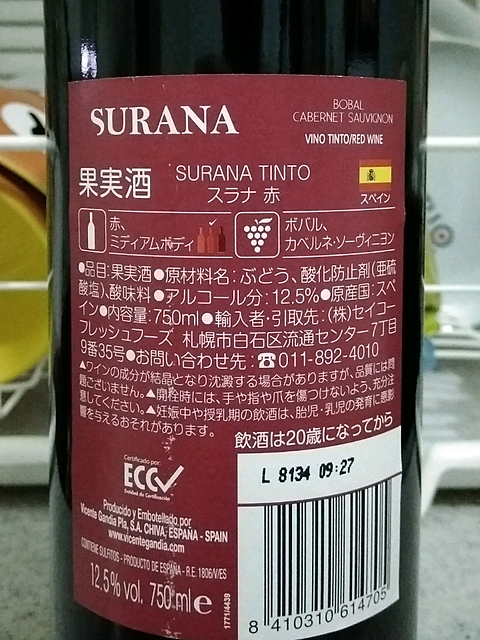 SURANA
BOBAL
CABERNET SAUVIGNON
VINO TINTO/RED WINE
果実酒
SURANA TINTO
スラナ 赤
スペイン
赤、
ミディアムボディ
ボバル、
カベルネ・ソーヴィニヨン
●品目:果実酒●原材料名:ぶどう、酸化防止剤(亜硫
酸塩)、酸味料●アルコール分:12.5%●原産国:スペ
イン●内容量:750ml●輸入者・引取先:(株)セイコー
フレッシュフーズ 札幌市白石区流通センター7丁目
9番35号●お問い合わせ先:☎011-892-4010
▲ワインの成分が結晶となり沈澱する場合がありますが、品質には問
題ございません。▲開栓時には、手や指や爪を傷つけないよう、充分注
意してください。▲妊娠中や授乳期の飲酒は、胎児・乳児の発育に悪影
響を与えるおそれがあります。
飲酒は20歳になってから
L 8134 09:27
Certificado por:
ECC
Entidad de Certificación
Producido y Embotellado por
Vicente Gandia Pla, S.A. CHIVA, ESPAÑA - SPAIN
www.vicentegandia.com
CONTIENE SULFITOS - PRODUCTO DE ESPAÑA - R.E. 1806/V/ES
12,5% vol. 750 ml e
1771/4439
8 410310 614705